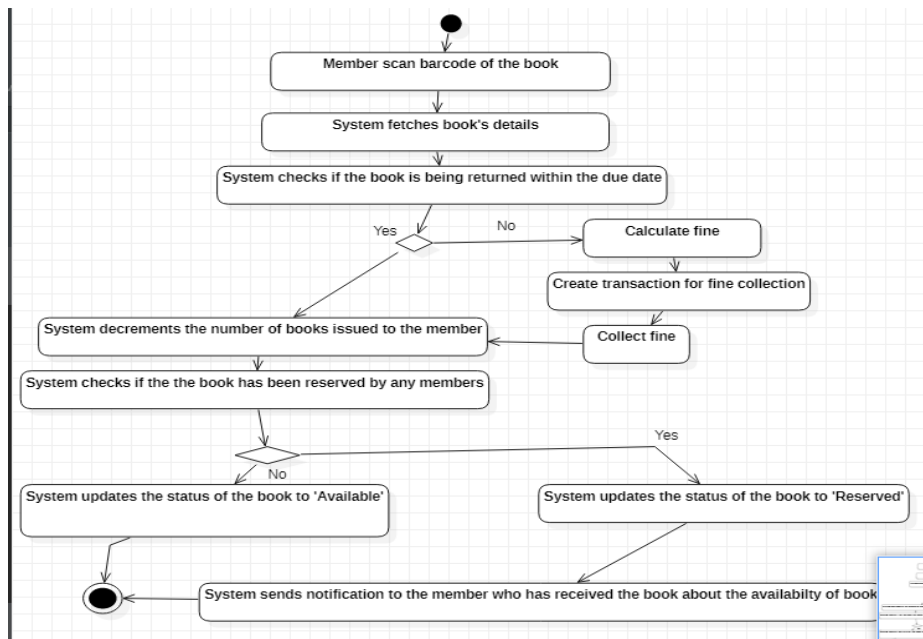 Member scan barcode of the book
System fetches book's details
System checks if the book is being returned within the due date
Yes
No
Calculate fine
Create transaction for fine collection
System decrements the number of books issued to the member
Collect fine
System checks if the the book has been reserved by any members
Yes
No
System updates the status of the book to 'Available'
System updates the status of the book to 'Reserved'
System sends notification to the member who has received the book about the availabilty of book